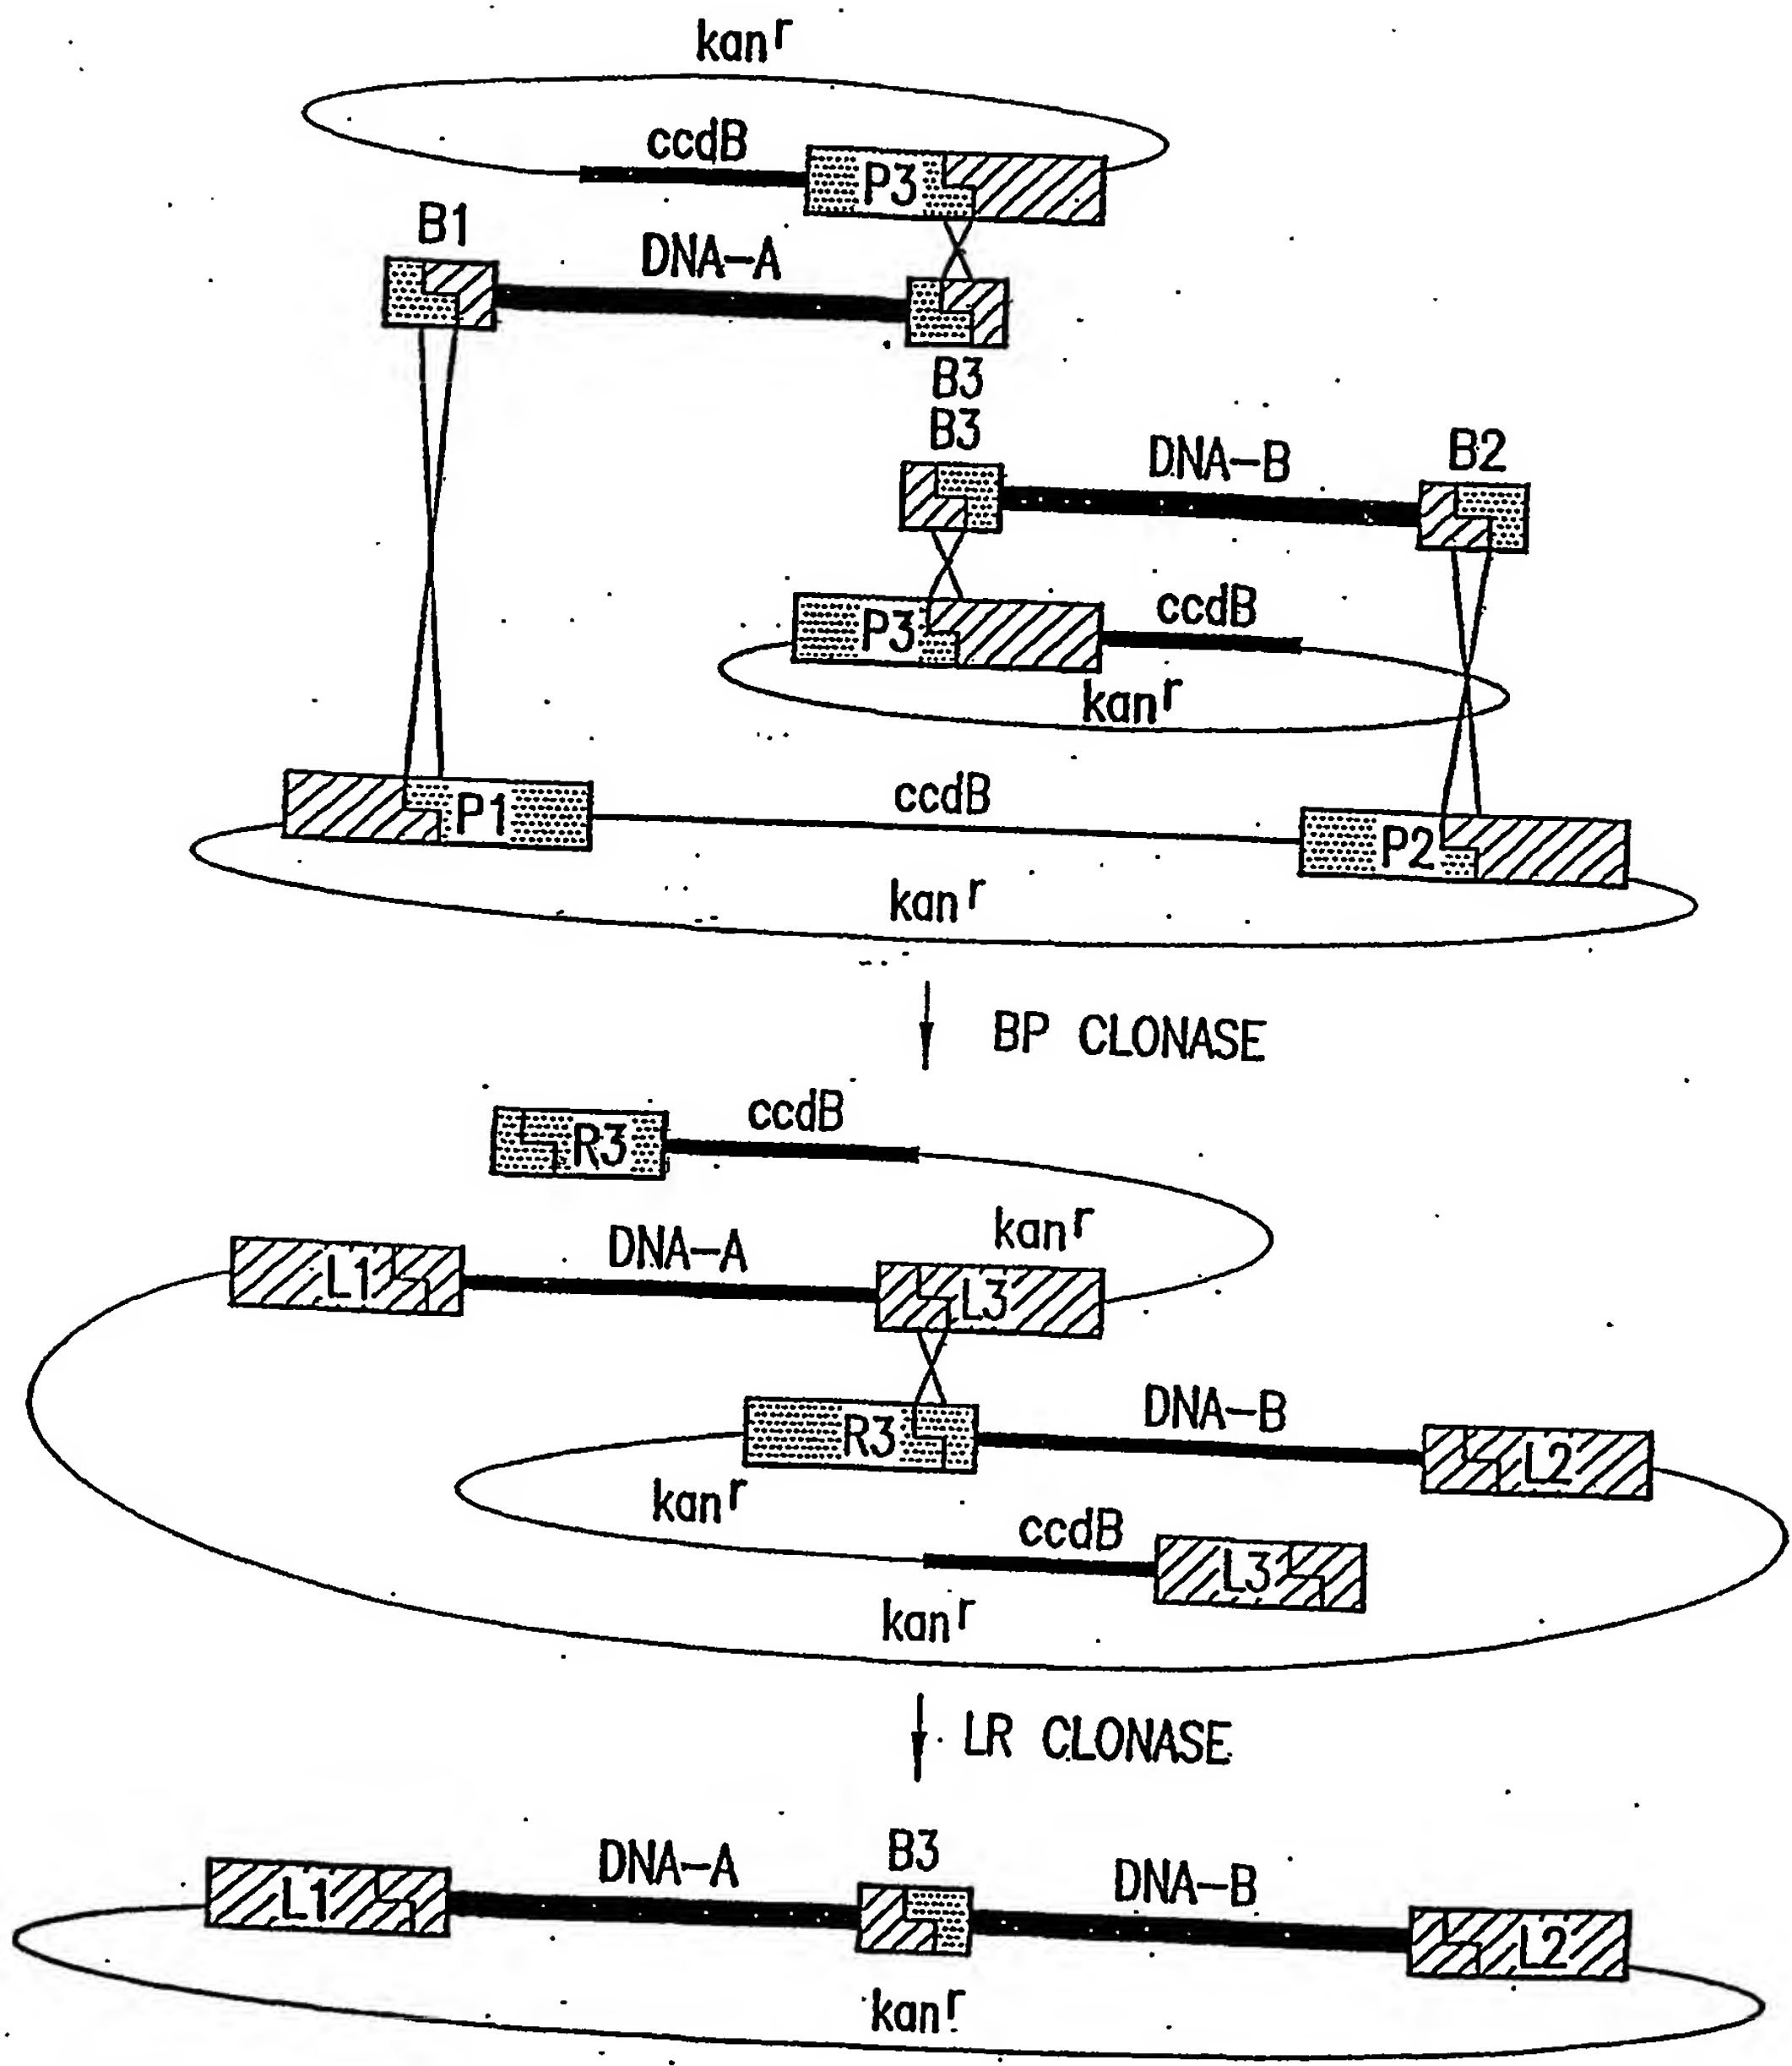 kanʳ
ccdB
P3
B1
DNA-A
B3
B3
DNA-B
B2
P3
ccdB
kanʳ
P1
ccdB
P2
kanʳ
BP CLONASE
R3
ccdB
kanʳ
L1
DNA-A
L3
R3
DNA-B
L2
kanʳ
ccdB
L3
kanʳ
LR CLONASE
L1
DNA-A
B3
DNA-B
L2
kanʳ